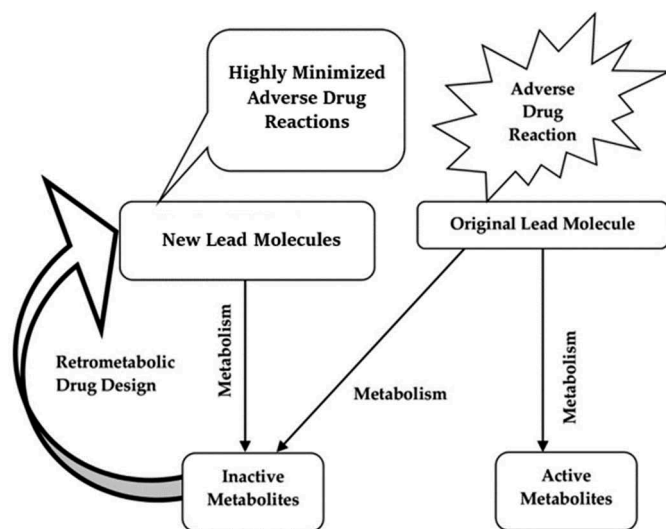 Highly Minimized
Adverse Drug
Reactions
Adverse
Drug
Reaction
New Lead Molecules
Original Lead Molecule
Retrometabolic
Drug Design
Metabolism
Metabolism
Metabolism
Inactive
Metabolites
Active
Metabolites